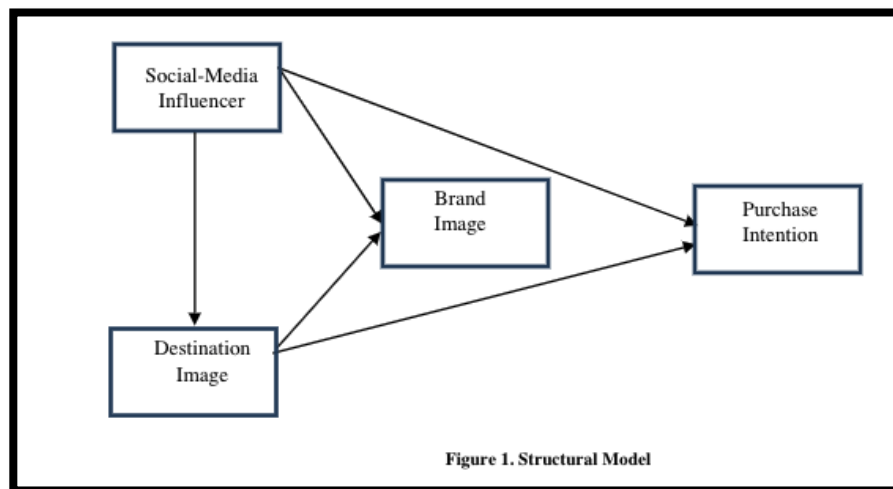 Social-Media
Influencer
Brand
Image
Purchase
Intention
Destination
Image
Figure 1. Structural Model